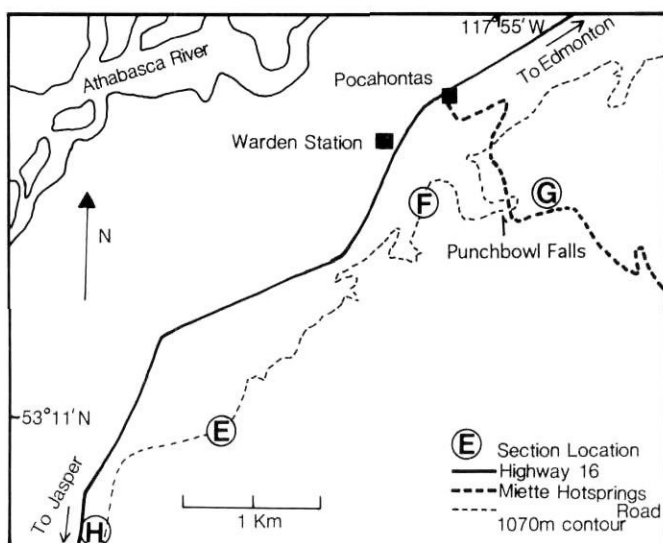 117°55′W
Athabasca River
To Edmonton
Pocahontas
Warden Station
F
G
N
Punchbowl Falls
53°11′N
E
E Section Location
Highway 16
Miette Hotsprings
Road
1070m contour
To Jasper
1 Km
H